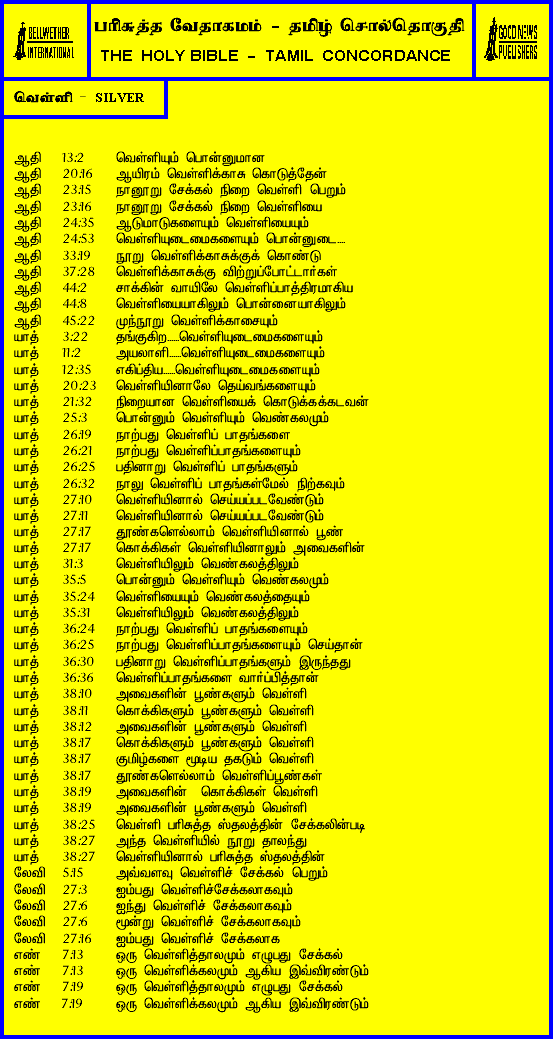 BELLWETHER INTERNATIONAL
பரிசுத்த வேதாகமம் - தமிழ் சொல்தொகுதி
THE HOLY BIBLE - TAMIL CONCORDANCE
GOOD NEWS PUBLISHERS
வெள்ளி - SILVER
ஆதி 13:2 வெள்ளியும் பொன்னுமான
ஆதி 20:16 ஆயிரம் வெள்ளிக்காசு கொடுத்தேன்
ஆதி 23:15 நானூறு சேக்கல் நிறை வெள்ளி பெறும்
ஆதி 23:16 நானூறு சேக்கல் நிறை வெள்ளியை
ஆதி 24:35 ஆடுமாடுகளையும் வெள்ளியையும்
ஆதி 24:53 வெள்ளியுடைமைகளையும் பொன்னுடை....
ஆதி 33:19 நூறு வெள்ளிக்காசுக்குக் கொண்டு
ஆதி 37:28 வெள்ளிக்காசுக்கு விற்றுப்போட்டார்கள்
ஆதி 44:2 சாக்கின் வாயிலே வெள்ளிப்பாத்திரமாகிய
ஆதி 44:8 வெள்ளியையாகிலும் பொன்னையாகிலும்
ஆதி 45:22 முந்நூறு வெள்ளிக்காசையும்
யாத் 3:22 தங்குகிற......வெள்ளியுடைமைகளையும்
யாத் 11:2 அயலாளி......வெள்ளியுடைமைகளையும்
யாத் 12:35 எகிப்திய......வெள்ளியுடைமைகளையும்
யாத் 20:23 வெள்ளியினாலே தெய்வங்களையும்
யாத் 21:32 நிறையான வெள்ளியைக் கொடுக்கக்கடவன்
யாத் 25:3 பொன்னும் வெள்ளியும் வெண்கலமும்
யாத் 26:19 நாற்பது வெள்ளிப் பாதங்களை
யாத் 26:21 நாற்பது வெள்ளிப்பாதங்களையும்
யாத் 26:25 பதினாறு வெள்ளிப் பாதங்களும்
யாத் 26:32 நாலு வெள்ளிப் பாதங்கள்மேல் நிற்கவும்
யாத் 27:10 வெள்ளியினால் செய்யப்படவேண்டும்
யாத் 27:11 வெள்ளியினால் செய்யப்படவேண்டும்
யாத் 27:17 தூண்களெல்லாம் வெள்ளியினால் பூண்
யாத் 27:17 கொக்கிகள் வெள்ளியினாலும் அவைகளின்
யாத் 31:3 வெள்ளியிலும் வெண்கலத்திலும்
யாத் 35:5 பொன்னும் வெள்ளியும் வெண்கலமும்
யாத் 35:24 வெள்ளியையும் வெண்கலத்தையும்
யாத் 35:31 வெள்ளியிலும் வெண்கலத்திலும்
யாத் 36:24 நாற்பது வெள்ளிப் பாதங்களையும்
யாத் 36:25 நாற்பது வெள்ளிப்பாதங்களையும் செய்தான்
யாத் 36:30 பதினாறு வெள்ளிப்பாதங்களும் இருந்தது
யாத் 36:36 வெள்ளிப்பாதங்களை வார்ப்பித்தான்
யாத் 38:10 அவைகளின் பூண்களும் வெள்ளி
யாத் 38:11 கொக்கிகளும் பூண்களும் வெள்ளி
யாத் 38:12 அவைகளின் பூண்களும் வெள்ளி
யாத் 38:17 கொக்கிகளும் பூண்களும் வெள்ளி
யாத் 38:17 குமிழ்களை மூடிய தகடும் வெள்ளி
யாத் 38:17 தூண்களெல்லாம் வெள்ளிப்பூண்கள்
யாத் 38:19 அவைகளின் கொக்கிகள் வெள்ளி
யாத் 38:19 அவைகளின் பூண்களும் வெள்ளி
யாத் 38:25 வெள்ளி பரிசுத்த ஸ்தலத்தின் சேக்கலின்படி
யாத் 38:27 அந்த வெள்ளியில் நூறு தாலந்து
யாத் 38:27 வெள்ளியினால் பரிசுத்த ஸ்தலத்தின்
லேவி 5:15 அவ்வளவு வெள்ளிச் சேக்கல் பெறும்
லேவி 27:3 ஐம்பது வெள்ளிச்சேக்கலாகவும்
லேவி 27:6 ஐந்து வெள்ளிச் சேக்கலாகவும்
லேவி 27:6 மூன்று வெள்ளிச் சேக்கலாகவும்
லேவி 27:16 ஐம்பது வெள்ளிச் சேக்கலாக
எண் 7:13 ஒரு வெள்ளித்தாலமும் எழுபது சேக்கல்
எண் 7:13 ஒரு வெள்ளிக்கலமும் ஆகிய இவ்விரண்டும்
எண் 7:19 ஒரு வெள்ளித்தாலமும் எழுபது சேக்கல்
எண் 7:19 ஒரு வெள்ளிக்கலமும் ஆகிய இவ்விரண்டும்